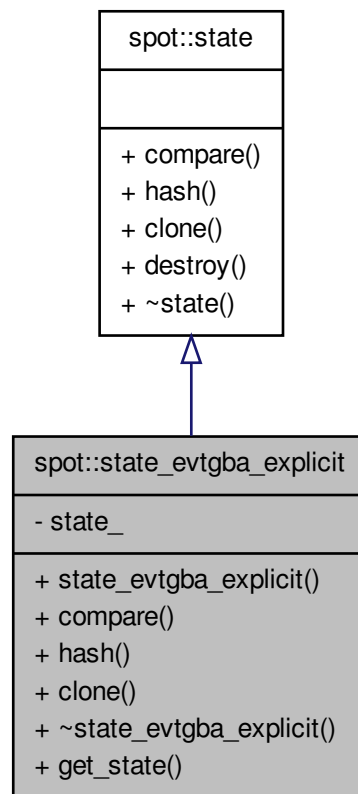 spot::state
+ compare()
+ hash()
+ clone()
+ destroy()
+ ~state()
spot::state_evtgba_explicit
- state_
+ state_evtgba_explicit()
+ compare()
+ hash()
+ clone()
+ ~state_evtgba_explicit()
+ get_state()